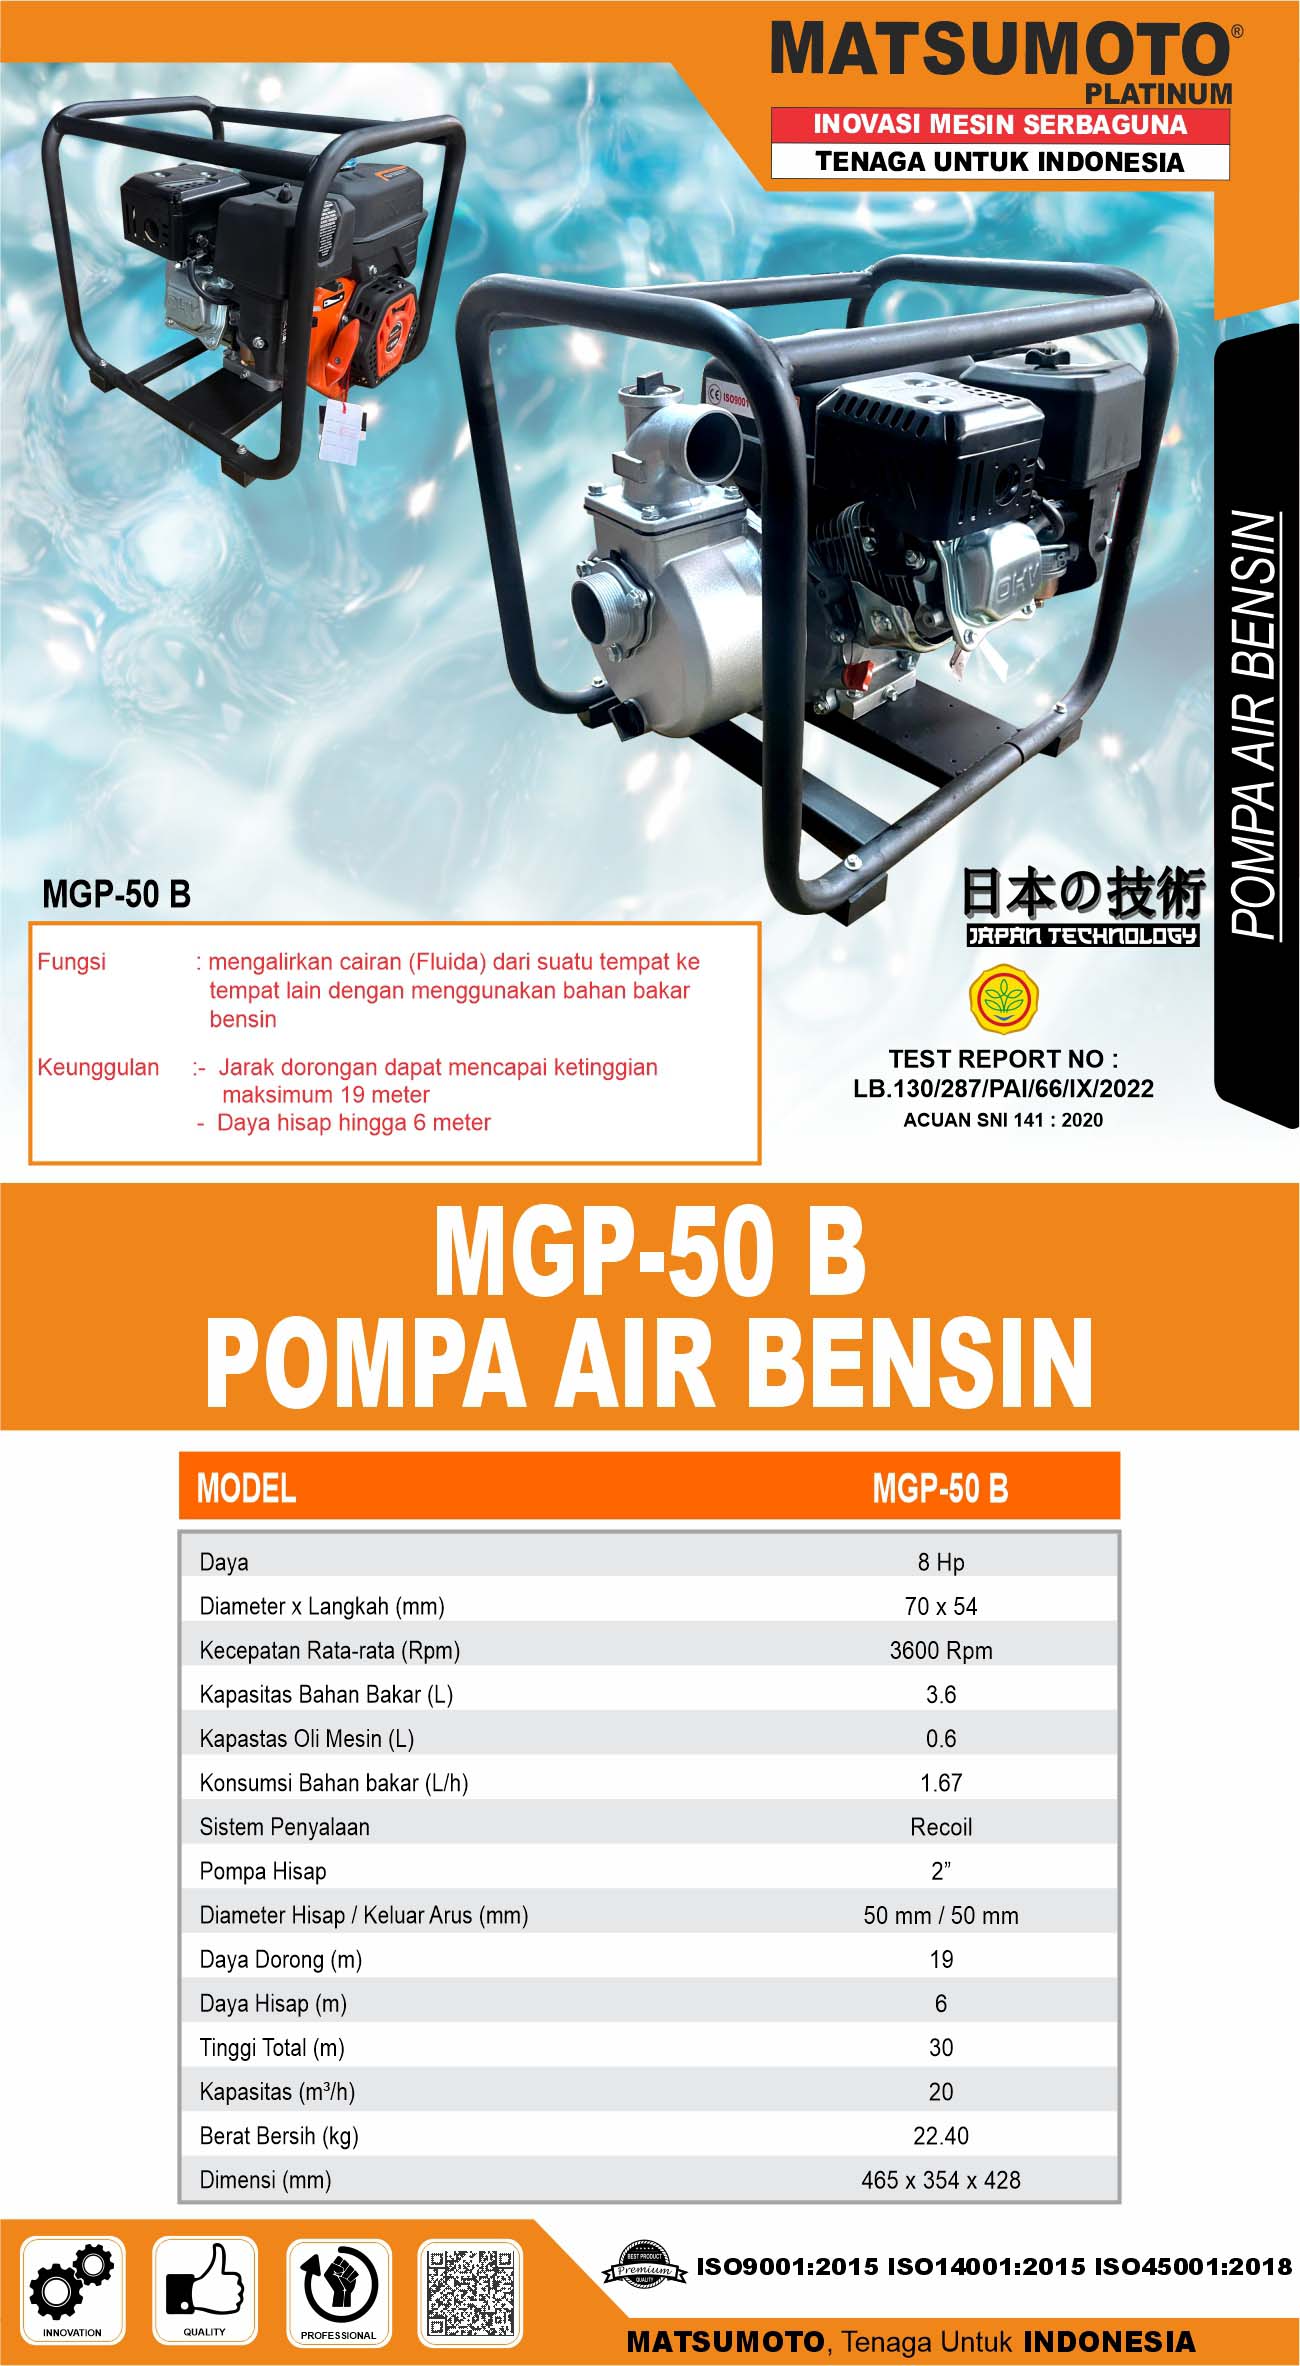 MATSUMOTO®
PLATINUM
INOVASI MESIN SERBAGUNA
TENAGA UNTUK INDONESIA
ISO9001
OHV
POMPA AIR BENSIN
日本の技術
JAPAN TECHNOLOGY
MGP-50 B
Fungsi : mengalirkan cairan (Fluida) dari suatu tempat ke
tempat lain dengan menggunakan bahan bakar
bensin
Keunggulan :- Jarak dorongan dapat mencapai ketinggian
maksimum 19 meter
- Daya hisap hingga 6 meter
TEST REPORT NO :
LB.130/287/PAI/66/IX/2022
ACUAN SNI 141 : 2020
MGP-50 B
POMPA AIR BENSIN
MODEL MGP-50 B
Daya 8 Hp
Diameter x Langkah (mm) 70 x 54
Kecepatan Rata-rata (Rpm) 3600 Rpm
Kapasitas Bahan Bakar (L) 3.6
Kapastas Oli Mesin (L) 0.6
Konsumsi Bahan bakar (L/h) 1.67
Sistem Penyalaan Recoil
Pompa Hisap 2”
Diameter Hisap / Keluar Arus (mm) 50 mm / 50 mm
Daya Dorong (m) 19
Daya Hisap (m) 6
Tinggi Total (m) 30
Kapasitas (m³/h) 20
Berat Bersih (kg) 22.40
Dimensi (mm) 465 x 354 x 428
INNOVATION
QUALITY
PROFESSIONAL
BEST PRODUCT
Premium
QUALITY
ISO9001:2015 ISO14001:2015 ISO45001:2018
MATSUMOTO, Tenaga Untuk INDONESIA